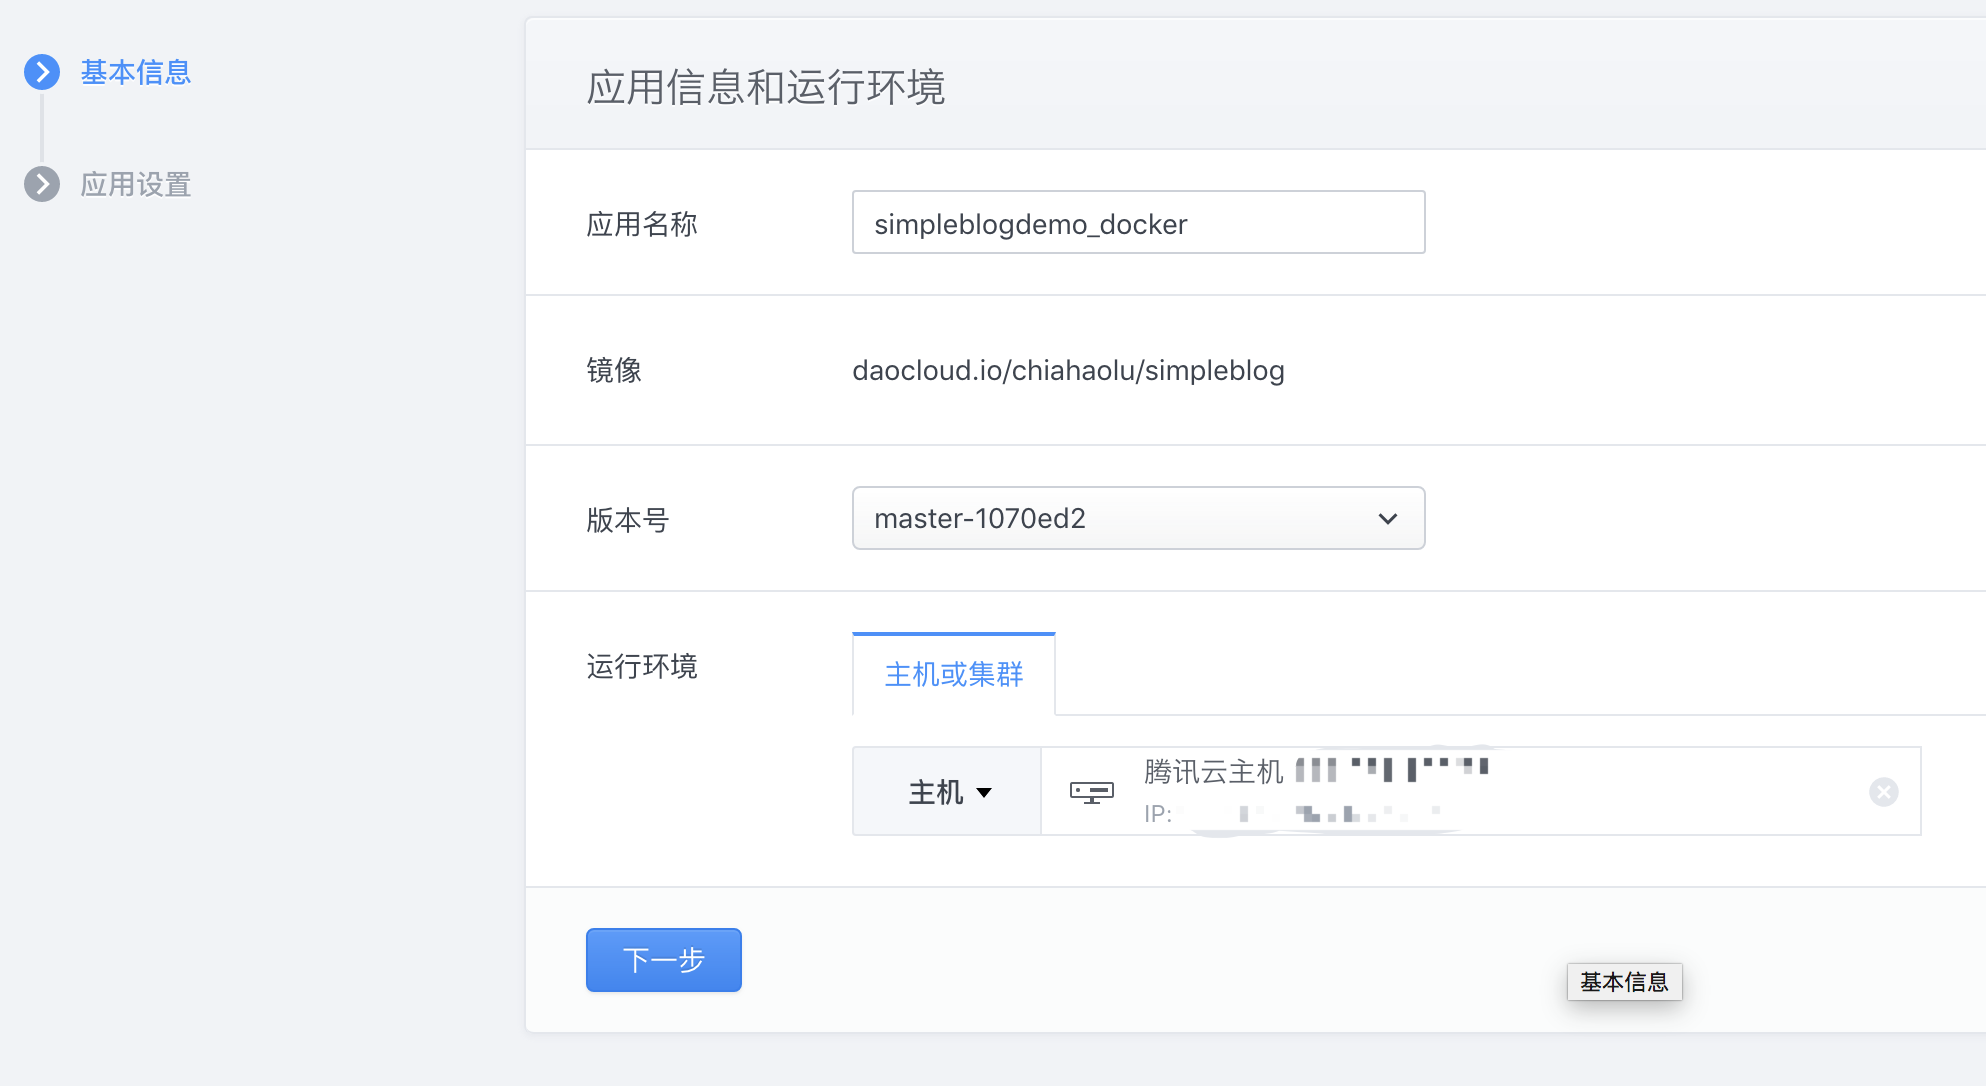 基本信息
应用设置
应用信息和运行环境
应用名称
simpleblogdemo_docker
镜像
daocloud.io/chiahaolu/simpleblog
版本号
master-1070ed2
运行环境
主机或集群
主机
腾讯云主机
IP:
下一步
基本信息